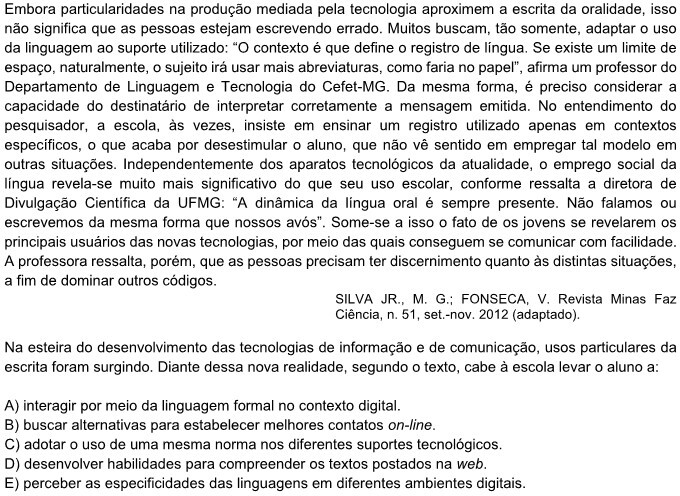 Embora particularidades na produção mediada pela tecnologia aproximem a escrita da oralidade, isso
não significa que as pessoas estejam escrevendo errado. Muitos buscam, tão somente, adaptar o uso
da linguagem ao suporte utilizado: “O contexto é que define o registro de língua. Se existe um limite de
espaço, naturalmente, o sujeito irá usar mais abreviaturas, como faria no papel”, afirma um professor do
Departamento de Linguagem e Tecnologia do Cefet-MG. Da mesma forma, é preciso considerar a
capacidade do destinatário de interpretar corretamente a mensagem emitida. No entendimento do
pesquisador, a escola, às vezes, insiste em ensinar um registro utilizado apenas em contextos
específicos, o que acaba por desestimular o aluno, que não vê sentido em empregar tal modelo em
outras situações. Independentemente dos aparatos tecnológicos da atualidade, o emprego social da
língua revela-se muito mais significativo do que seu uso escolar, conforme ressalta a diretora de
Divulgação Científica da UFMG: “A dinâmica da língua oral é sempre presente. Não falamos ou
escrevemos da mesma forma que nossos avós”. Some-se a isso o fato de os jovens se revelarem os
principais usuários das novas tecnologias, por meio das quais conseguem se comunicar com facilidade.
A professora ressalta, porém, que as pessoas precisam ter discernimento quanto às distintas situações,
a fim de dominar outros códigos.
SILVA JR., M. G.; FONSECA, V. Revista Minas Faz
Ciência, n. 51, set.-nov. 2012 (adaptado).
Na esteira do desenvolvimento das tecnologias de informação e de comunicação, usos particulares da
escrita foram surgindo. Diante dessa nova realidade, segundo o texto, cabe à escola levar o aluno a:
A) interagir por meio da linguagem formal no contexto digital.
B) buscar alternativas para estabelecer melhores contatos on-line.
C) adotar o uso de uma mesma norma nos diferentes suportes tecnológicos.
D) desenvolver habilidades para compreender os textos postados na web.
E) perceber as especificidades das linguagens em diferentes ambientes digitais.